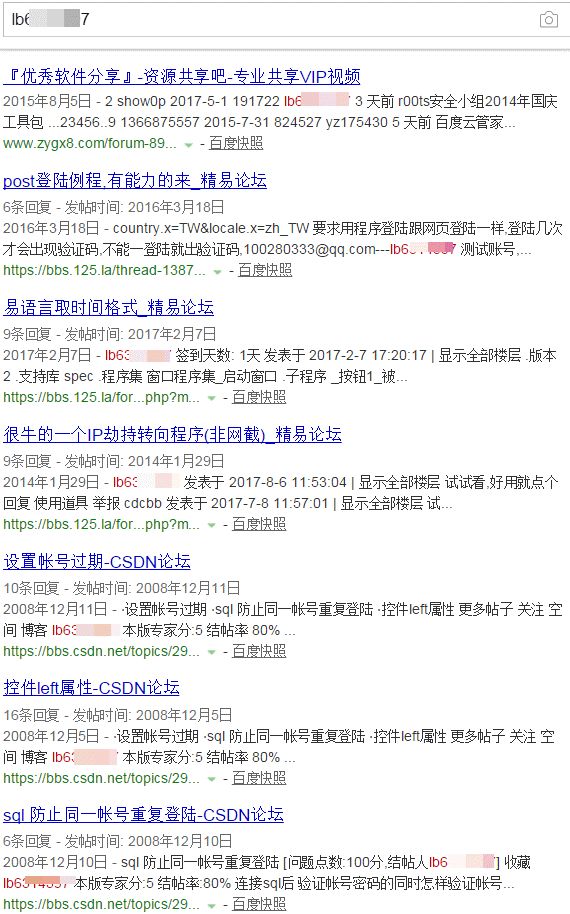 lb6 7
『优秀软件分享』-资源共享吧-专业共享VIP视频
2015年8月5日 - 2 show0p 2017-5-1 191722 lb6 3 天前 r00ts安全小组2014年国庆
工具包 ...23456..9 1366875557 2015-7-31 824527 yz175430 5 天前 百度云管家...
www.zygx8.com/forum-89... - 百度快照
post登陆例程,有能力的来_精易论坛
6条回复 - 发帖时间: 2016年3月18日
2016年3月18日 - country.x=TW&locale.x=zh_TW 要求用程序登陆跟网页登陆一样,登陆几次
才会出现验证码,不能一登陆就出验证码,100280333@qq.com---lb6 测试账号,...
https://bbs.125.la/thread-1387... - 百度快照
易语言取时间格式_精易论坛
9条回复 - 发帖时间: 2017年2月7日
2017年2月7日 - lb63 签到天数: 1天 发表于 2017-2-7 17:20:17 | 显示全部楼层 .版本
2 .支持库 spec .程序集 窗口程序集_启动窗口 .子程序 _按钮1_被...
https://bbs.125.la/for...php?m... - 百度快照
很牛的一个IP劫持转向程序(非网截)_精易论坛
9条回复 - 发帖时间: 2014年1月29日
2014年1月29日 - lb63 发表于 2017-8-6 11:53:04 | 显示全部楼层 试试看,好用就点个
回复 使用道具 举报 cdcbb 发表于 2017-7-8 11:57:01 | 显示全部楼层 试...
https://bbs.125.la/for...php?m... - 百度快照
设置帐号过期-CSDN论坛
10条回复 - 发帖时间: 2008年12月11日
2008年12月11日 - ·设置帐号过期 ·sql 防止同一帐号重复登陆 ·控件left属性 更多帖子 关注 空
间 博客 lb63 本版专家分:5 结帖率 80% ...
https://bbs.csdn.net/topics/29... - 百度快照
控件left属性-CSDN论坛
16条回复 - 发帖时间: 2008年12月5日
2008年12月5日 - ·设置帐号过期 ·sql 防止同一帐号重复登陆 ·控件left属性 更多帖子 关注 空
间 博客 lb63 本版专家分:5 结帖率 80% ...
https://bbs.csdn.net/topics/29... - 百度快照
sql 防止同一帐号重复登陆-CSDN论坛
6条回复 - 发帖时间: 2008年12月10日
2008年12月10日 - sql 防止同一帐号重复登陆 [问题点数:100分,结帖人lb6 ] 收藏
lb6 本版专家分:5 结帖率:80% 连接sql后 验证帐号密码的同时怎样验证帐号...
https://bbs.csdn.net/topics/29... - 百度快照